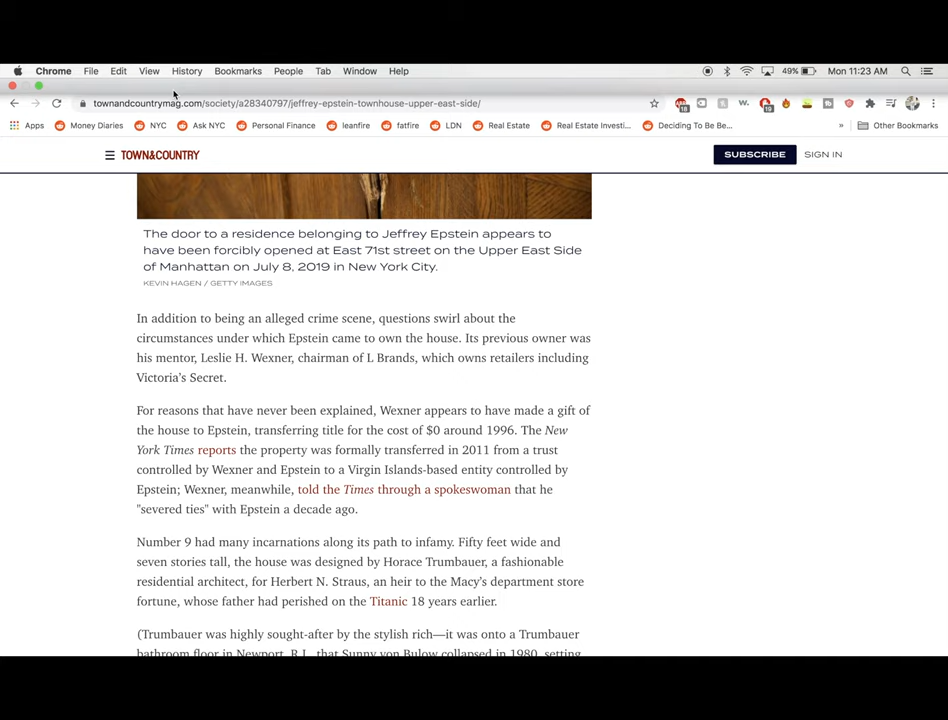 Chrome File Edit View History Bookmarks People Tab Window Help 49% Mon 11:23 AM
townandcountrymag.com/society/a28340797/jeffrey-epstein-townhouse-upper-east-side/
Apps Money Diaries NYC Ask NYC Personal Finance leanfire fatfire LDN Real Estate Real Estate Investi... Deciding To Be Be... » Other Bookmarks
TOWN&COUNTRY SUBSCRIBE SIGN IN
The door to a residence belonging to Jeffrey Epstein appears to
have been forcibly opened at East 71st street on the Upper East Side
of Manhattan on July 8, 2019 in New York City.
KEVIN HAGEN / GETTY IMAGES
In addition to being an alleged crime scene, questions swirl about the
circumstances under which Epstein came to own the house. Its previous owner was
his mentor, Leslie H. Wexner, chairman of L Brands, which owns retailers including
Victoria's Secret.
For reasons that have never been explained, Wexner appears to have made a gift of
the house to Epstein, transferring title for the cost of $0 around 1996. The New
York Times reports the property was formally transferred in 2011 from a trust
controlled by Wexner and Epstein to a Virgin Islands-based entity controlled by
Epstein; Wexner, meanwhile, told the Times through a spokeswoman that he
"severed ties" with Epstein a decade ago.
Number 9 had many incarnations along its path to infamy. Fifty feet wide and
seven stories tall, the house was designed by Horace Trumbauer, a fashionable
residential architect, for Herbert N. Straus, an heir to the Macy's department store
fortune, whose father had perished on the Titanic 18 years earlier.
(Trumbauer was highly sought-after by the stylish rich—it was onto a Trumbauer
bathroom floor in Newport, R.I., that Sunny von Bulow collapsed in 1980, setting